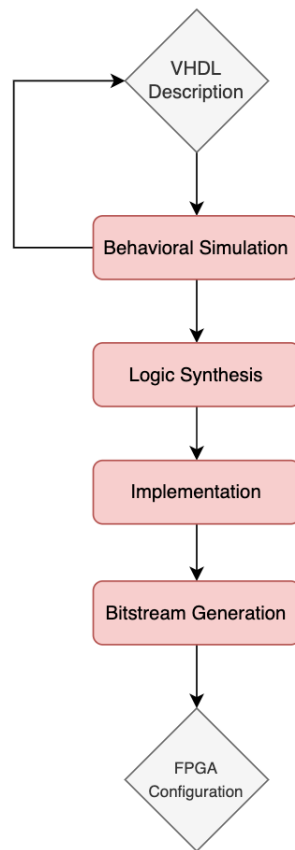 VHDL
Description
Behavioral Simulation
Logic Synthesis
Implementation
Bitstream Generation
FPGA
Configuration